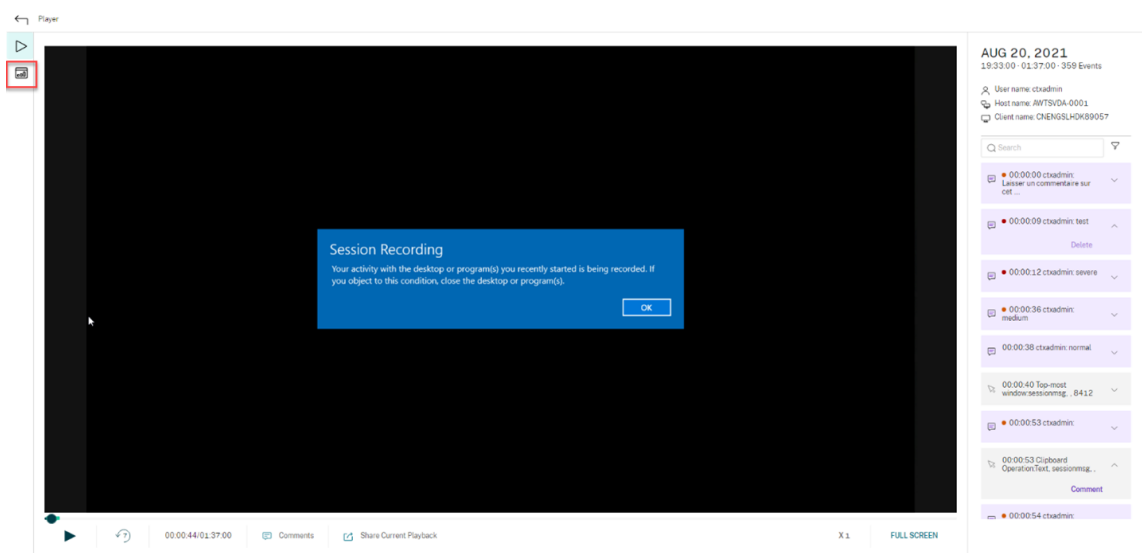 Player
AUG 20, 2021
19:33:00 - 01:37:00 - 359 Events
User name: ctxadmin
Host name: AWTSVDA-0001
Client name: CNENGSLHDK89057
Search
00:00:00 ctxadmin:
Laisser un commentaire sur
cet ...
00:00:09 ctxadmin: test
Delete
00:00:12 ctxadmin: severe
00:00:36 ctxadmin:
medium
00:00:38 ctxadmin: normal
00:00:40 Top-most
window:sessionmsg, , 8412
00:00:53 ctxadmin:
00:00:53 Clipboard
Operation:Text, sessionmsg, .
Comment
00:00:54 ctxadmin:
Session Recording
Your activity with the desktop or program(s) you recently started is being recorded. If
you object to this condition, close the desktop or program(s).
OK
7
00:00:44/01:37:00
Comments
Share Current Playback
X 1
FULL SCREEN